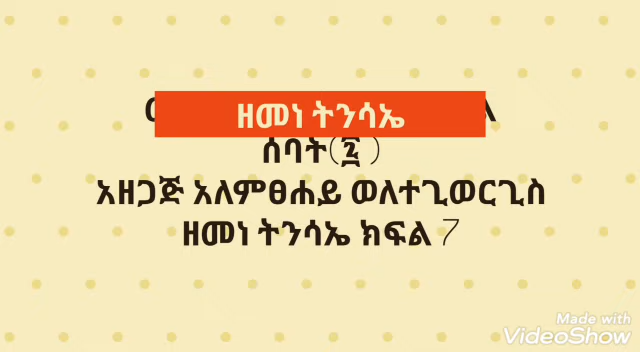 ዘመነ ትንሳኤ
ሰባት(፯ )
አዘጋጅ አለምፀሐይ ወለተጊወርጊስ
ዘመነ ትንሳኤ ክፍል 7
Made with
VideoShow